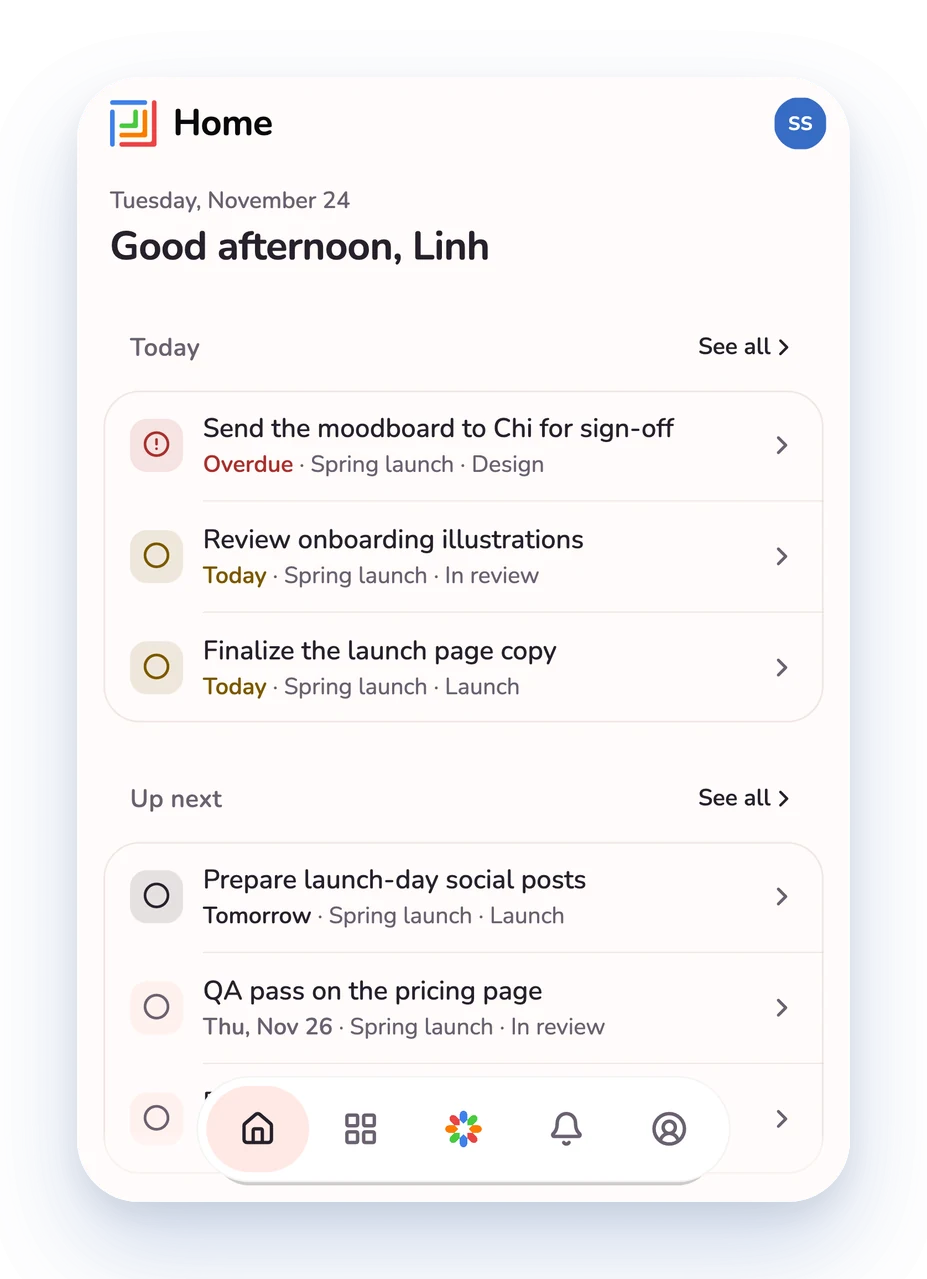 Home
SS
Tuesday, November 24
Good afternoon, Linh
Today
See all
Send the moodboard to Chi for sign-off
Overdue · Spring launch · Design
Review onboarding illustrations
Today · Spring launch · In review
Finalize the launch page copy
Today · Spring launch · Launch
Up next
See all
Prepare launch-day social posts
Tomorrow · Spring launch · Launch
QA pass on the pricing page
Thu, Nov 26 · Spring launch · In review